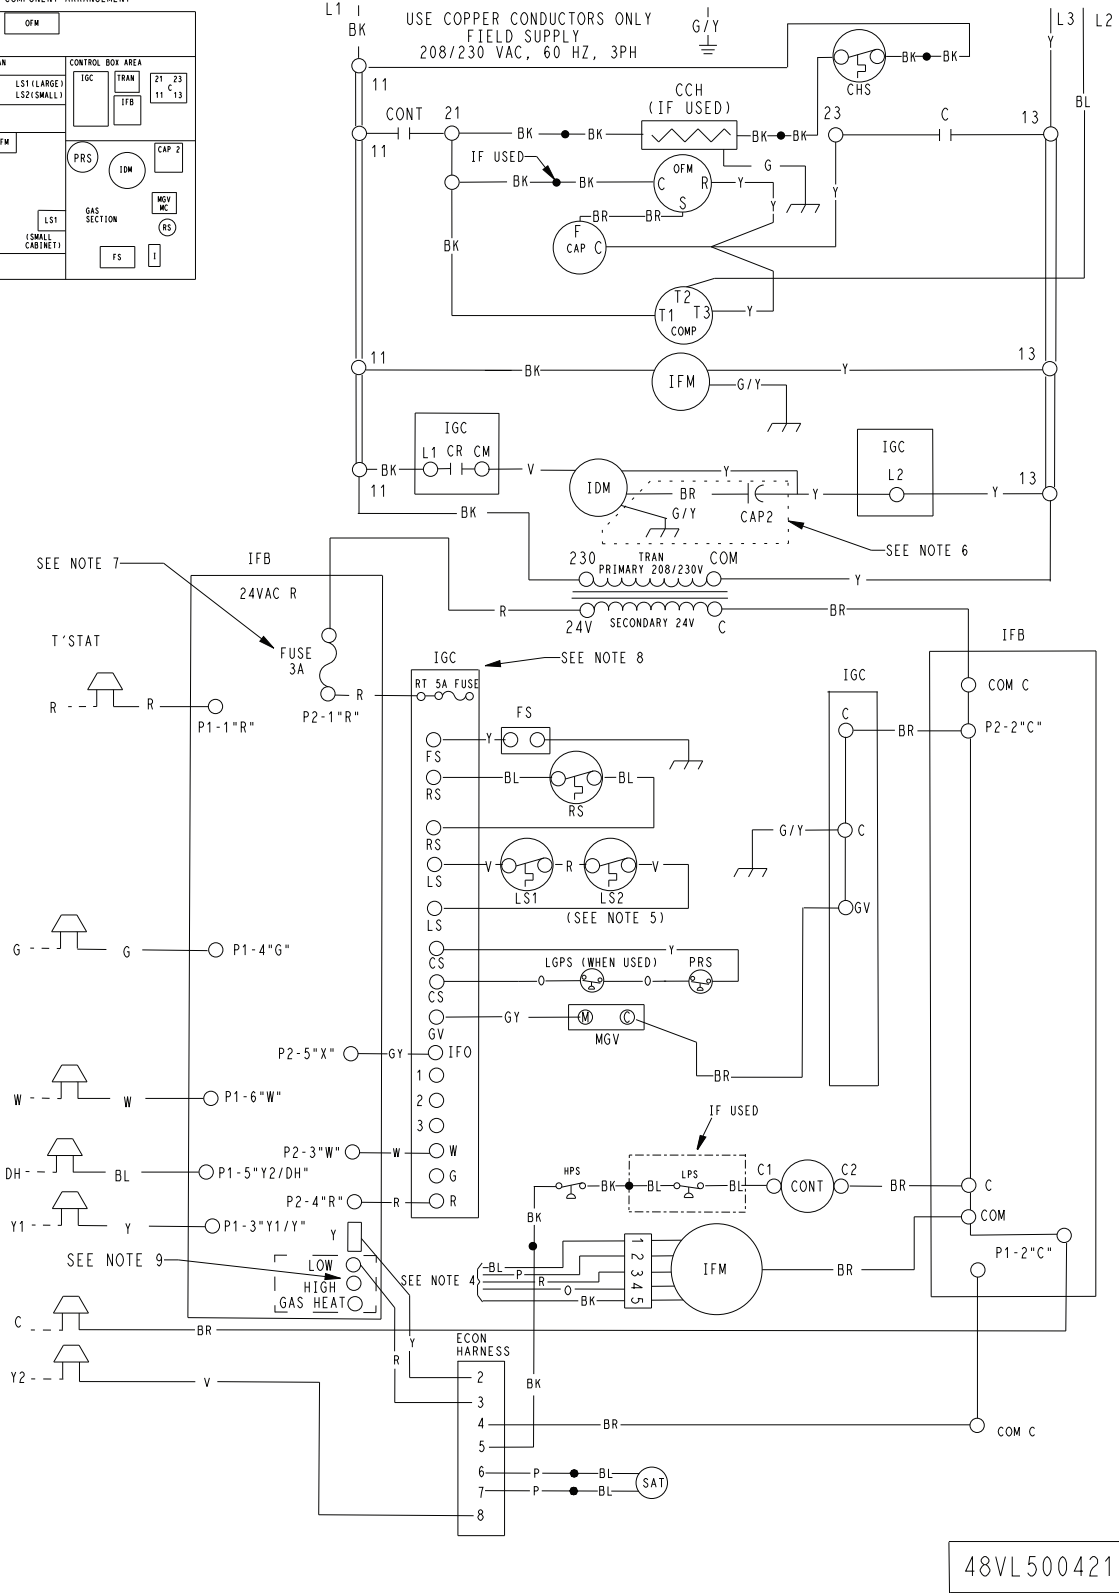 COMPONENT ARRANGEMENT
OFM
CONTROL BOX AREA
IGC
TRAN
IFB
21 23
C
11 13
LS1(LARGE)
LS2(SMALL)
PRS
IDM
CAP 2
GAS
SECTION
MGV
MC
RS
LS1
(SMALL
CABINET)
FS
I
L1
BK
USE COPPER CONDUCTORS ONLY
FIELD SUPPLY
208/230 VAC, 60 HZ, 3PH
G/Y
L3
L2
Y
BL
11
CHS
BK
BK
CONT
21
CCH
(IF USED)
23
C
13
11
BK
BK
BK
BK
IF USED
G
BK
BK
C
OFM
R
S
Y
Y
Y
BR
BR
F
CAP C
BK
T2
T1
T3
COMP
Y
11
BK
IFM
G/Y
Y
13
IGC
L1 CR CM
BK
11
V
IDM
Y
BR
G/Y
CAP2
Y
IGC
L2
Y
13
SEE NOTE 6
BK
230
TRAN
COM
PRIMARY 208/230V
Y
R
24V
SECONDARY 24V
C
BR
SEE NOTE 7
IFB
24VAC R
T'STAT
FUSE
3A
IGC
SEE NOTE 8
RT 5A FUSE
IFB
R
R
P1-1"R"
P2-1"R"
R
IGC
COM C
FS
Y
FS
C
BR
P2-2"C"
RS
BL
BL
RS
RS
G/Y
C
LS
V
R
V
LS1
LS2
LS
(SEE NOTE 5)
GV
G
G
P1-4"G"
CS
Y
LGPS (WHEN USED)
PRS
O
O
CS
GV
GY
M
C
MGV
BR
P2-5"X"
GY
IFO
1
2
3
W
W
P1-6"W"
IF USED
P2-3"W"
W
W
DH
BL
P1-5"Y2/DH"
G
HPS
BK
BL
LPS
BL
C1
CONT
C2
BR
C
P2-4"R"
R
R
BK
COM
Y1
Y
P1-3"Y1/Y"
Y
P1-2"C"
SEE NOTE 9
LOW
HIGH
GAS HEAT
SEE NOTE 4
BL
P
R
O
BK
1
2
3
4
5
IFM
BR
C
BR
Y
R
ECON
HARNESS
Y2
V
2
3
4
5
6
7
8
BK
BR
COM C
P
BL
P
BL
SAT
48VL500421